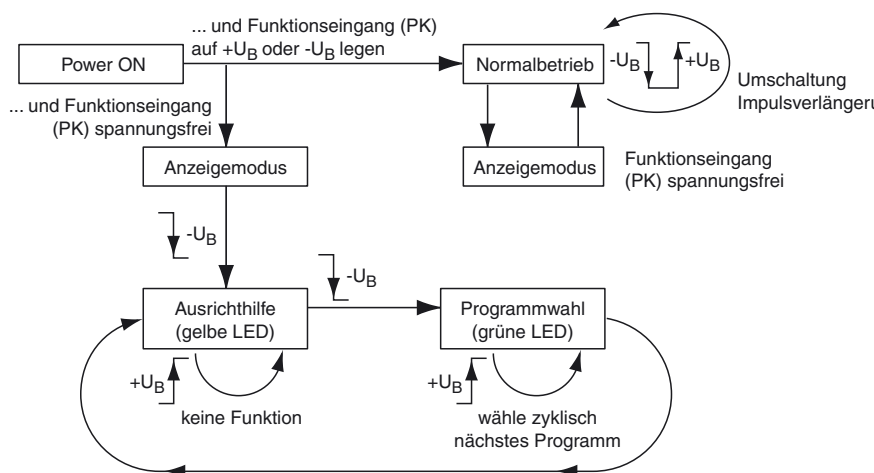 ... und Funktionseingang (PK)
auf +UB oder -UB legen
Power ON
Normalbetrieb
-UB
+UB
Umschaltung
Impulsverlängeru
... und Funktionseingang
(PK) spannungsfrei
Anzeigemodus
Anzeigemodus
Funktionseingang
(PK) spannungsfrei
-UB
-UB
Ausrichthilfe
(gelbe LED)
Programmwahl
(grüne LED)
+UB
keine Funktion
+UB
wähle zyklisch
nächstes Programm